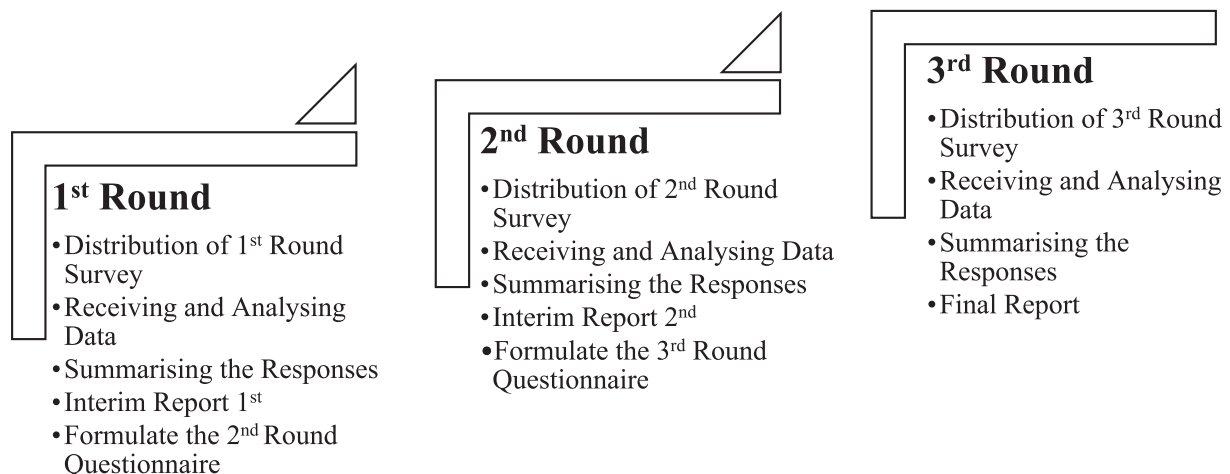 1st Round
•Distribution of 1st Round
Survey
•Receiving and Analysing
Data
•Summarising the Responses
•Interim Report 1st
•Formulate the 2nd Round
Questionnaire
2nd Round
•Distribution of 2nd Round
Survey
•Receiving and Analysing Data
•Summarising the Responses
•Interim Report 2nd
•Formulate the 3rd Round
Questionnaire
3rd Round
•Distribution of 3rd Round
Survey
•Receiving and Analysing
Data
•Summarising the
Responses
•Final Report